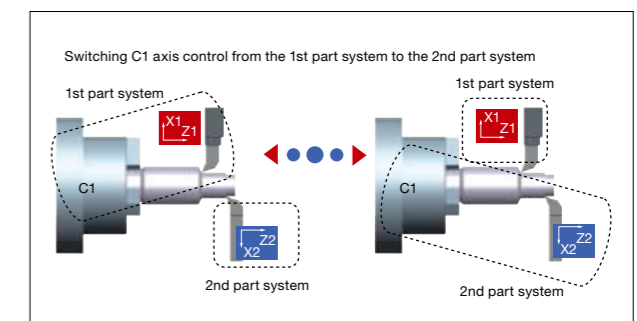 Switching C1 axis control from the 1st part system to the 2nd part system
1st part system
X1
Z1
C1
Z2
X2
2nd part system
1st part system
X1
Z1
C1
Z2
X2
2nd part system